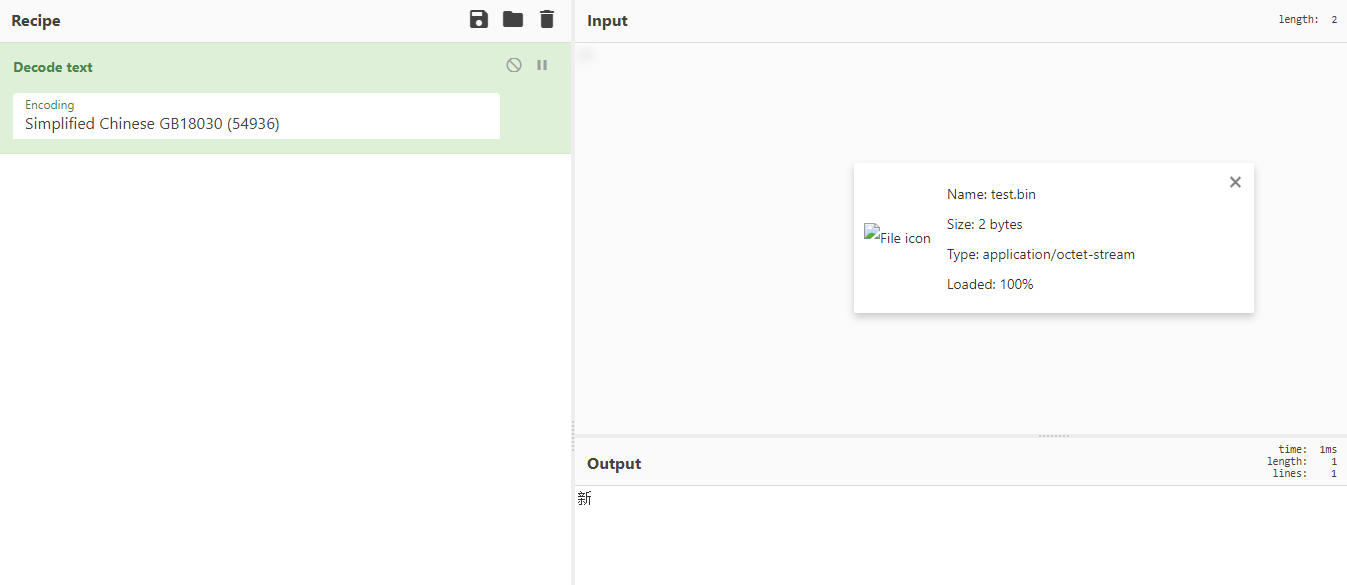 Recipe
Decode text
Encoding
Simplified Chinese GB18030 (54936)
Input
length: 2
File icon
Name: test.bin
Size: 2 bytes
Type: application/octet-stream
Loaded: 100%
Output
time: 1ms
length: 1
lines: 1
新